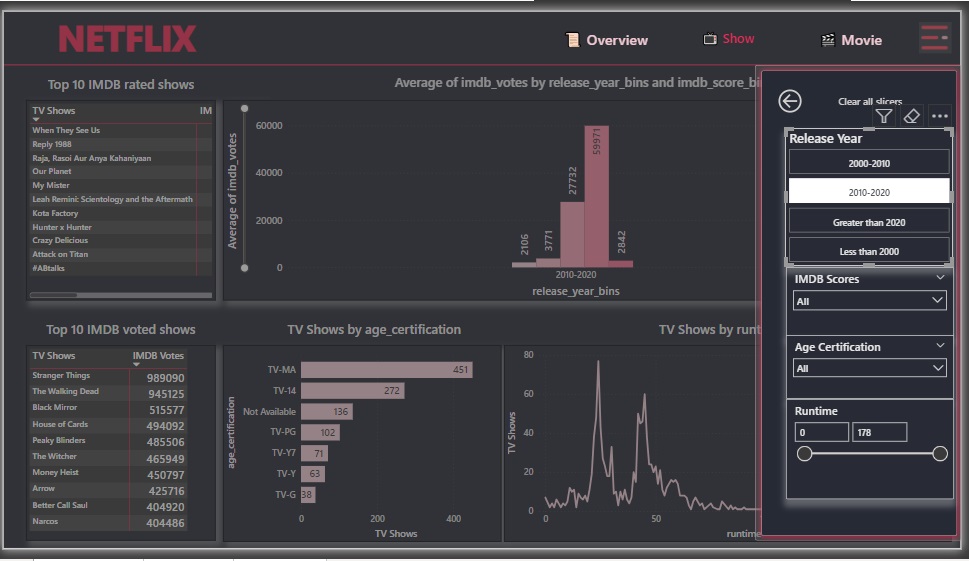 NETFLIX
Overview
Show
Movie
Top 10 IMDB rated shows
TV Shows IM
When They See Us
Reply 1988
Raja, Rasoi Aur Anya Kahaniyaan
Our Planet
My Mister
Leah Remini: Scientology and the Aftermath
Kota Factory
Hunter x Hunter
Crazy Delicious
Attack on Titan
#ABtalks
Average of imdb_votes by release_year_bins and imdb_score_bi
Average of imdb_votes
60000
40000
20000
0
2106
3771
27732
59971
2842
2010-2020
release_year_bins
Top 10 IMDB voted shows
TV Shows IMDB Votes
Stranger Things 989090
The Walking Dead 945125
Black Mirror 515577
House of Cards 494092
Peaky Blinders 485506
The Witcher 465949
Money Heist 450797
Arrow 425716
Better Call Saul 404920
Narcos 404486
TV Shows by age_certification
age_certification
TV-MA 451
TV-14 272
Not Available 136
TV-PG 102
TV-Y7 71
TV-Y 63
TV-G 38
0 200 400
TV Shows
TV Shows by runt
TV Shows
80
60
40
20
0
0 50
runtime
Clear all slicers
Release Year
2000-2010
2010-2020
Greater than 2020
Less than 2000
IMDB Scores
All
Age Certification
All
Runtime
0 178